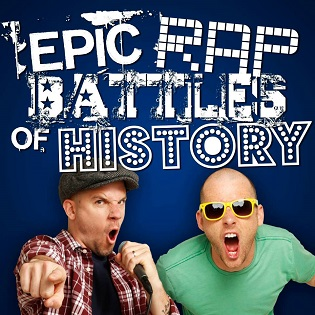 EPIC RAP
BATTLES
OF HISTORY